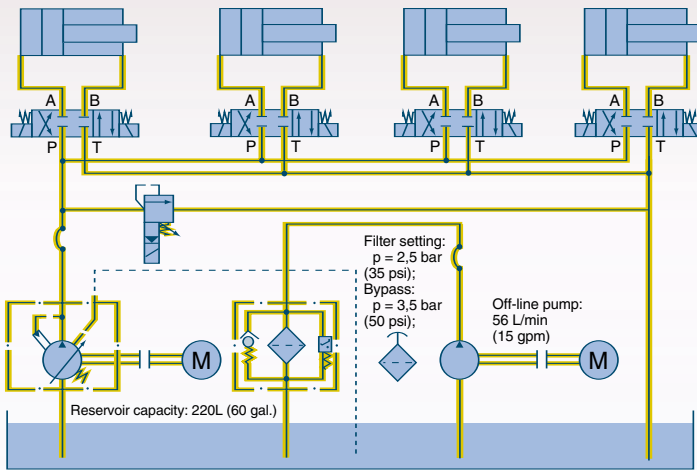 A B
A B
A B
A B
P T
P T
P T
P T
Filter setting:
p = 2,5 bar
(35 psi);
Bypass:
p = 3,5 bar
(50 psi);
Off-line pump:
56 L/min
(15 gpm)
M
M
Reservoir capacity: 220L (60 gal.)